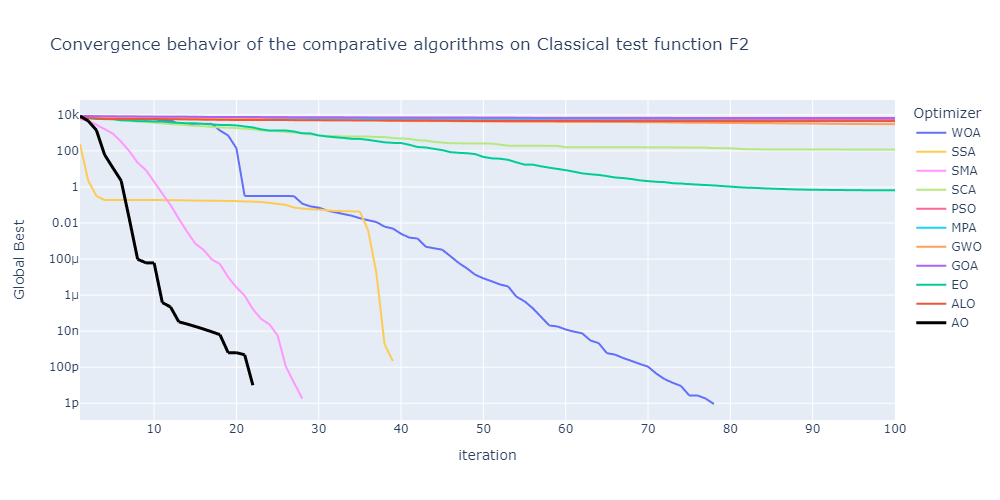 Convergence behavior of the comparative algorithms on Classical test function F2
10k
100
1
0.01
100μ
1μ
10n
100p
1p
Global Best
10 20 30 40 50 60 70 80 90 100
iteration
Optimizer
WOA
SSA
SMA
SCA
PSO
MPA
GWO
GOA
EO
ALO
AO